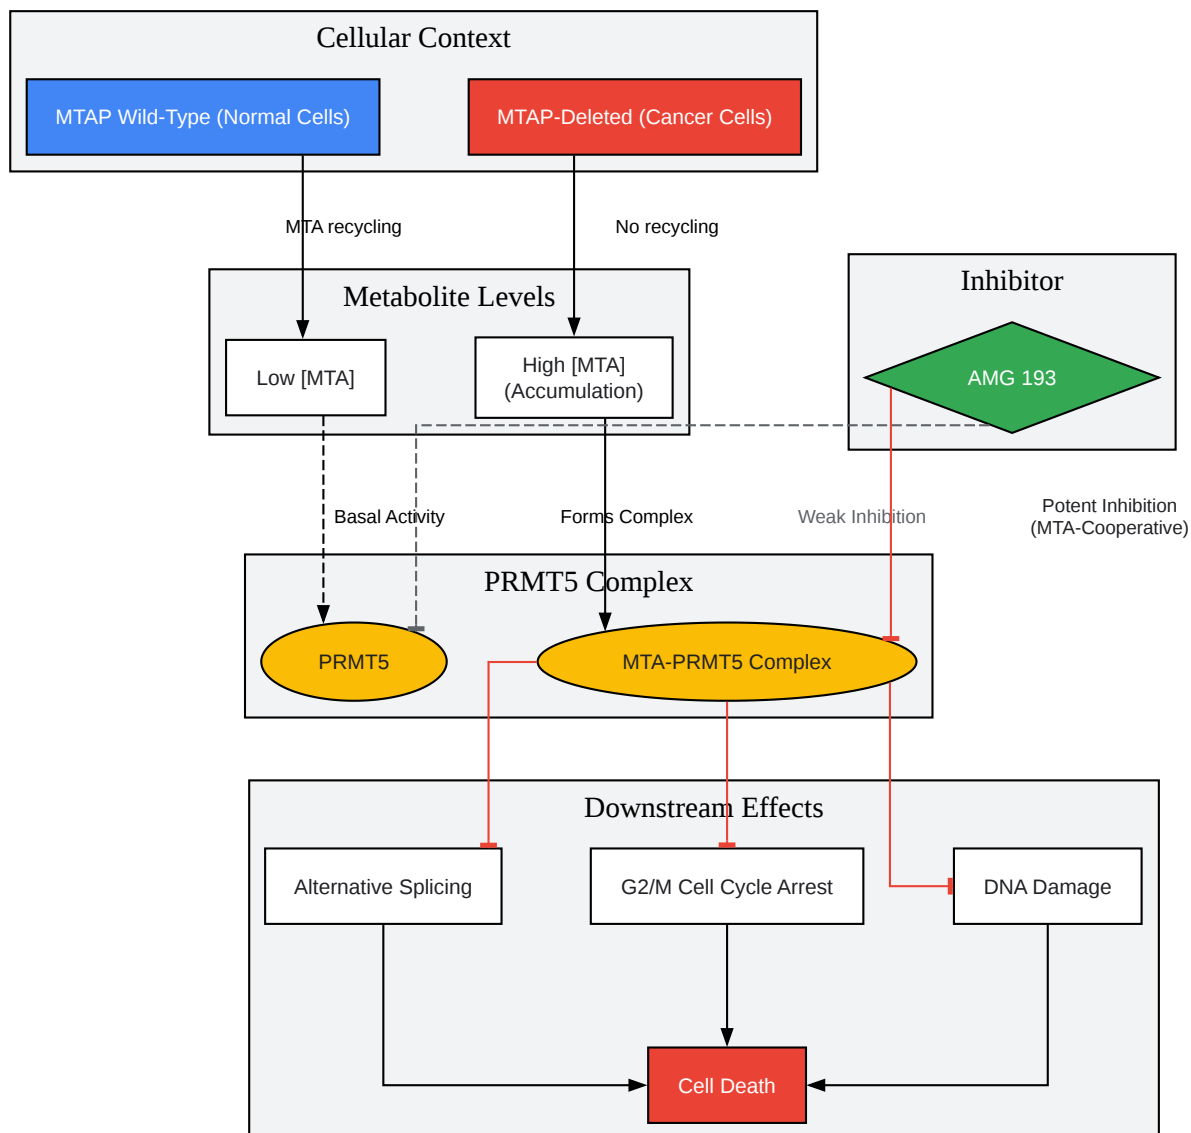 Cellular Context
MTAP Wild-Type (Normal Cells)
MTAP-Deleted (Cancer Cells)
MTA recycling
No recycling
Metabolite Levels
Low [MTA]
High [MTA]
(Accumulation)
Inhibitor
AMG 193
Basal Activity
Forms Complex
Weak Inhibition
Potent Inhibition
(MTA-Cooperative)
PRMT5 Complex
PRMT5
MTA-PRMT5 Complex
Downstream Effects
Alternative Splicing
G2/M Cell Cycle Arrest
DNA Damage
Cell Death